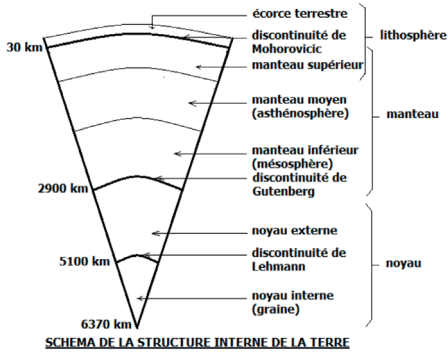 écorce terrestre
discontinuité de
Mohorovicic
lithosphère
30 km
manteau supérieur
manteau moyen
(asthénosphère)
manteau
manteau inférieur
(mésosphère)
discontinuité de
Gutenberg
2900 km
noyau externe
discontinuité de
Lehmann
noyau
5100 km
noyau interne
(graine)
6370 km
SCHEMA DE LA STRUCTURE INTERNE DE LA TERRE